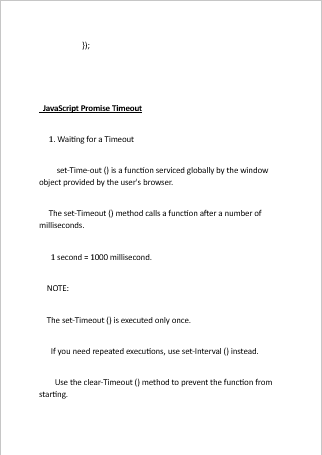 });
JavaScript Promise Timeout
1. Waiting for a Timeout
set-Time-out () is a function serviced globally by the window
object provided by the user's browser.
The set-Timeout () method calls a function after a number of
milliseconds.
1 second = 1000 millisecond.
NOTE:
The set-Timeout () is executed only once.
If you need repeated executions, use set-Interval () instead.
Use the clear-Timeout () method to prevent the function from
starting.